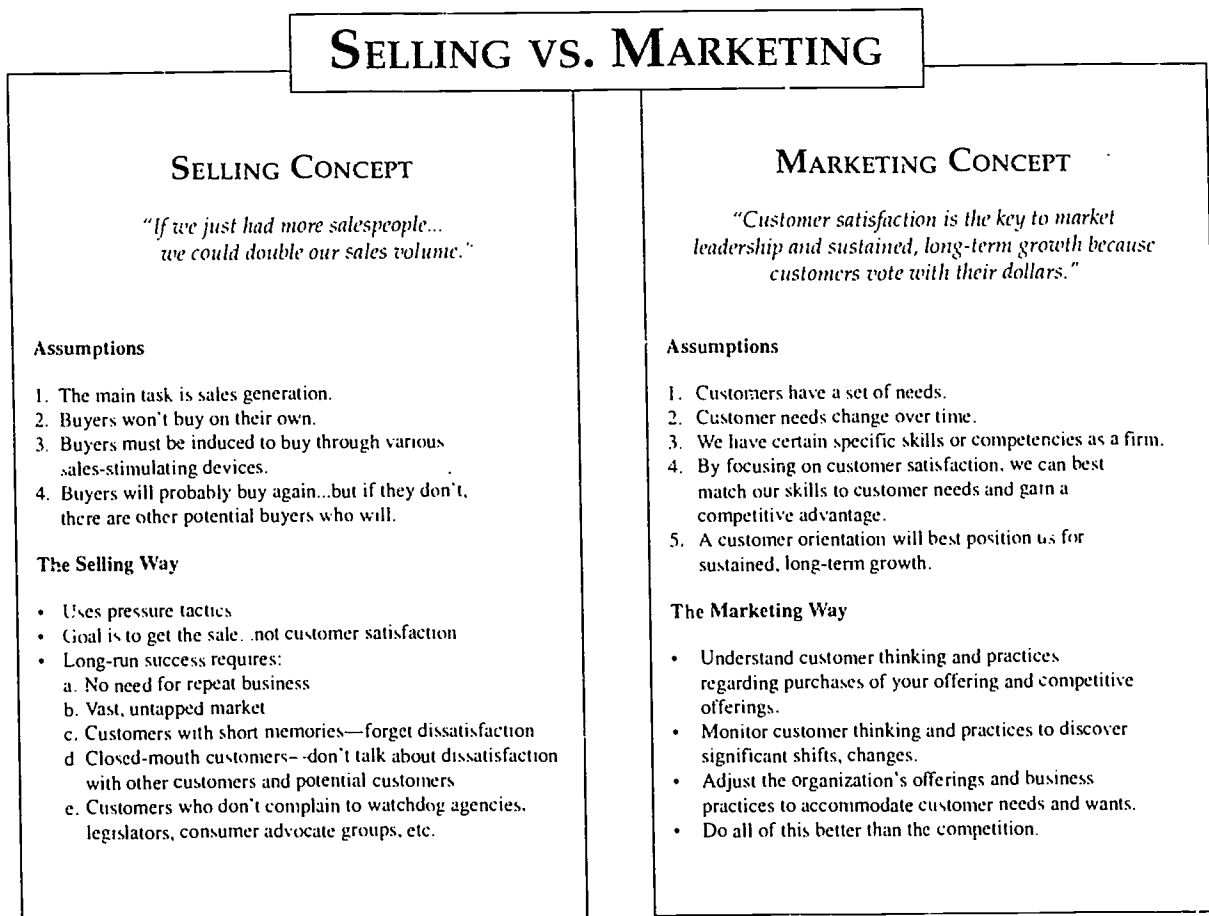 SELLING VS. MARKETING
SELLING CONCEPT
"If we just had more salespeople...
we could double our sales volume."
Assumptions
1. The main task is sales generation.
2. Buyers won't buy on their own.
3. Buyers must be induced to buy through various
sales-stimulating devices.
4. Buyers will probably buy again...but if they don't,
there are other potential buyers who will.
The Selling Way
• Uses pressure tactics
• Goal is to get the sale...not customer satisfaction
• Long-run success requires:
a. No need for repeat business
b. Vast, untapped market
c. Customers with short memories—forget dissatisfaction
d Closed-mouth customers--don't talk about dissatisfaction
with other customers and potential customers
e. Customers who don't complain to watchdog agencies,
legislators, consumer advocate groups, etc.
MARKETING CONCEPT
"Customer satisfaction is the key to market
leadership and sustained, long-term growth because
customers vote with their dollars."
Assumptions
1. Customers have a set of needs.
2. Customer needs change over time.
3. We have certain specific skills or competencies as a firm.
4. By focusing on customer satisfaction, we can best
match our skills to customer needs and gain a
competitive advantage.
5. A customer orientation will best position us for
sustained, long-term growth.
The Marketing Way
• Understand customer thinking and practices
regarding purchases of your offering and competitive
offerings.
• Monitor customer thinking and practices to discover
significant shifts, changes.
• Adjust the organization's offerings and business
practices to accommodate customer needs and wants.
• Do all of this better than the competition.